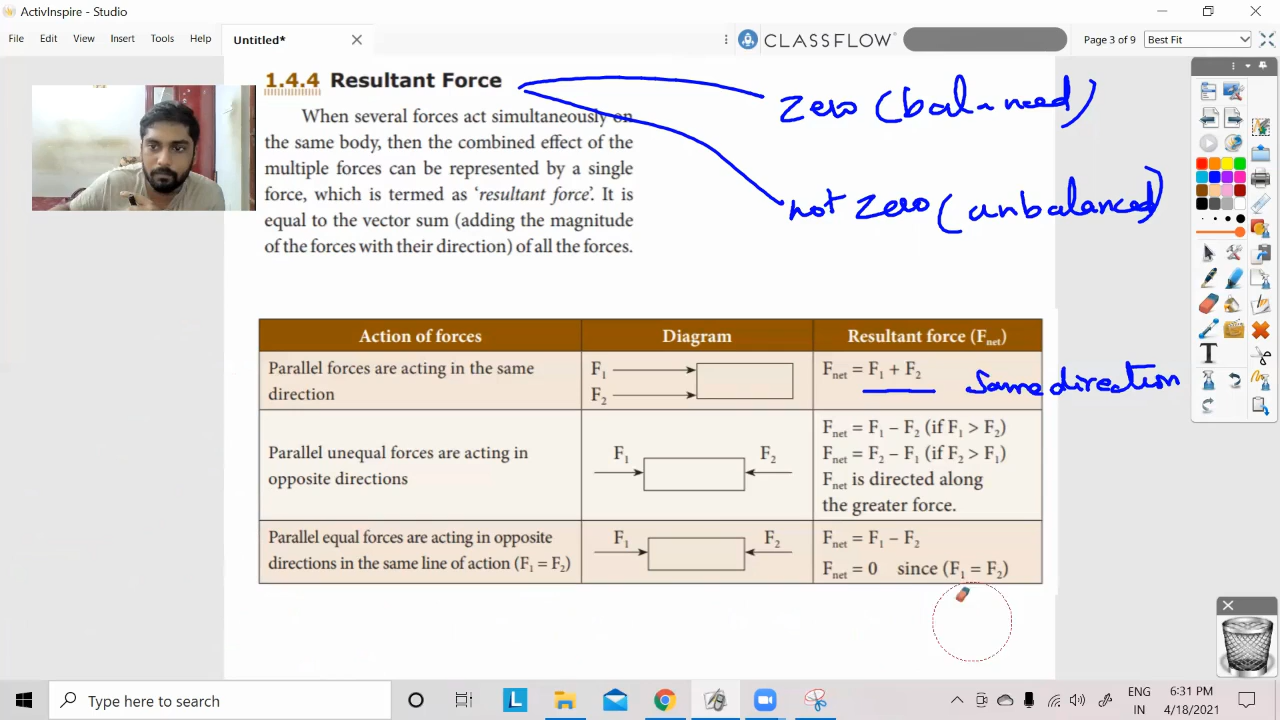 ActivInspire - Studio
File Edit View Insert Tools Help Untitled* CLASSFLOW Page 3 of 9 Best Fit
1.4.4 Resultant Force
When several forces act simultaneously on
the same body, then the combined effect of the
multiple forces can be represented by a single
force, which is termed as ‘resultant force’. It is
equal to the vector sum (adding the magnitude
of the forces with their direction) of all the forces.
zero (balanced)
not zero (unbalanced)
Action of forces Diagram Resultant force (Fnet)
Parallel forces are acting in the same
direction
F1
F2
Fnet = F1 + F2
Same direction
Parallel unequal forces are acting in
opposite directions
F1 F2
Fnet = F1 – F2 (if F1 > F2)
Fnet = F2 – F1 (if F2 > F1)
Fnet is directed along
the greater force.
Parallel equal forces are acting in opposite
directions in the same line of action (F1 = F2)
F1 F2
Fnet = F1 – F2
Fnet = 0 since (F1 = F2)
Type here to search
L
ENG 6:31 PM
IN 4/18/2021